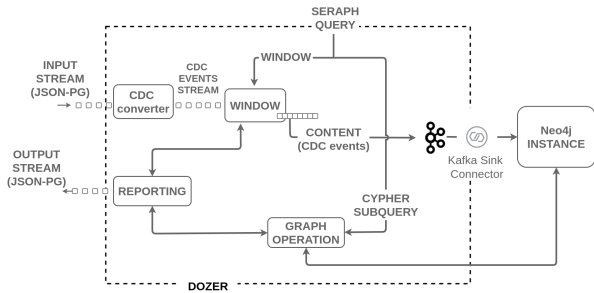 SERAPH
QUERY
INPUT
STREAM
(JSON-PG)
CDC
EVENTS
STREAM
WINDOW
CDC
converter
WINDOW
CONTENT
(CDC events)
Kafka Sink
Connector
Neo4j
INSTANCE
OUTPUT
STREAM
(JSON-PG)
REPORTING
CYPHER
SUBQUERY
GRAPH
OPERATION
DOZER